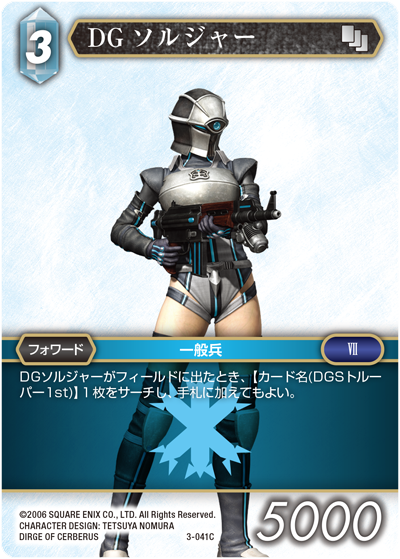 3
DG ソルジャー
フォワード
一般兵
VII
DGソルジャーがフィールドに出たとき、【カード名(DGSトルー
パー1st)】1枚をサーチし、手札に加えてもよい。
©2006 SQUARE ENIX CO., LTD. All Rights Reserved.
CHARACTER DESIGN: TETSUYA NOMURA
DIRGE OF CERBERUS
3-041C
5000